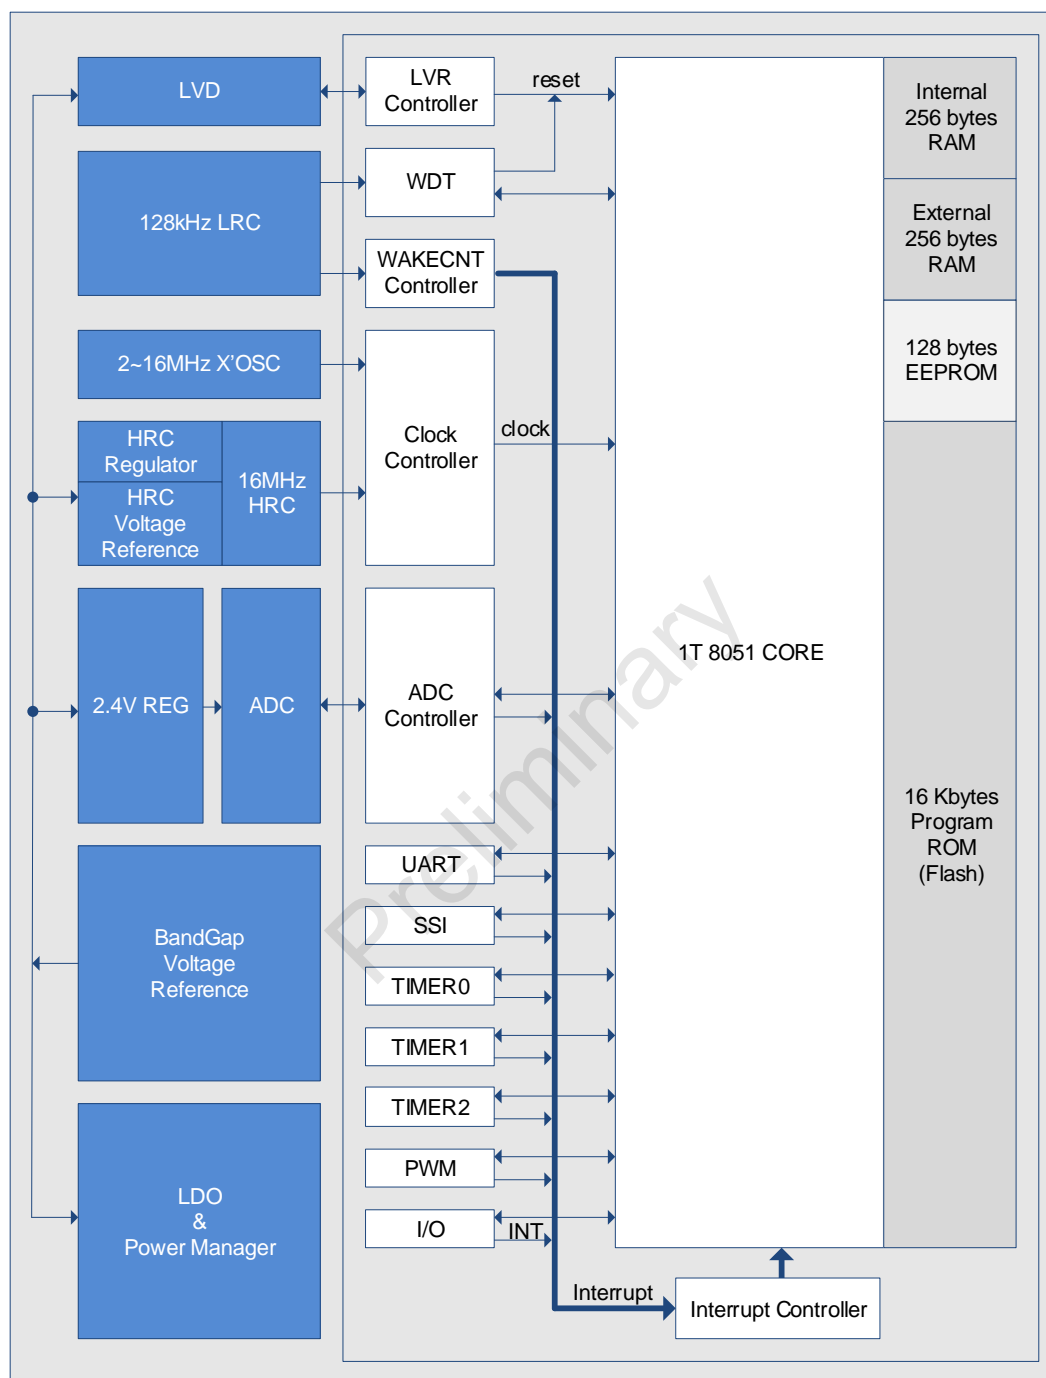 LVD
LVR
Controller
reset
Internal
256 bytes
RAM
128kHz LRC
WDT
External
256 bytes
RAM
WAKECNT
Controller
2~16MHz X'OSC
128 bytes
EEPROM
HRC
Regulator
HRC
Voltage
Reference
16MHz
HRC
Clock
Controller
clock
1T 8051 CORE
2.4V REG
ADC
ADC
Controller
16 Kbytes
Program
ROM
(Flash)
Preliminary
UART
SSI
BandGap
Voltage
Reference
TIMER0
TIMER1
TIMER2
PWM
LDO
&
Power Manager
I/O
INT
Interrupt
Interrupt Controller